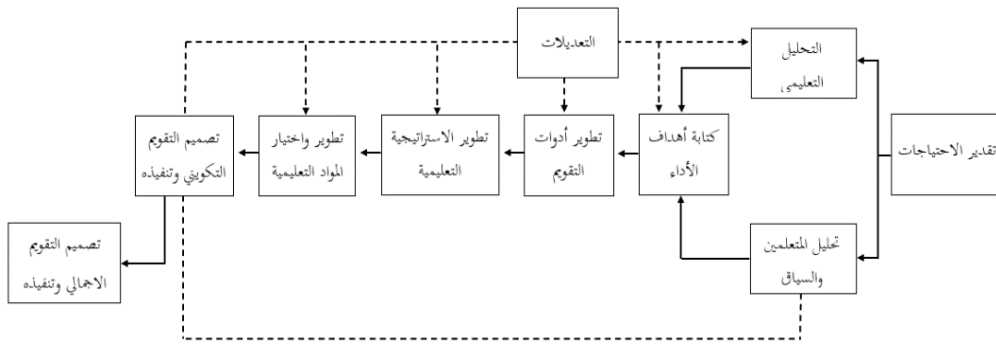 التعديلات
التحليل
التعليمي
تقدير الاحتياجات
كتابة أهداف
الأداء
تطوير أدوات
التقويم
تطوير الاستراتيجية
التعليمية
تطوير واختيار
المواد التعليمية
تصميم التقويم
التكويني وتنفيذه
تحليل المتعلمين
والسياق
تصميم التقويم
الاجمالي وتنفيذه